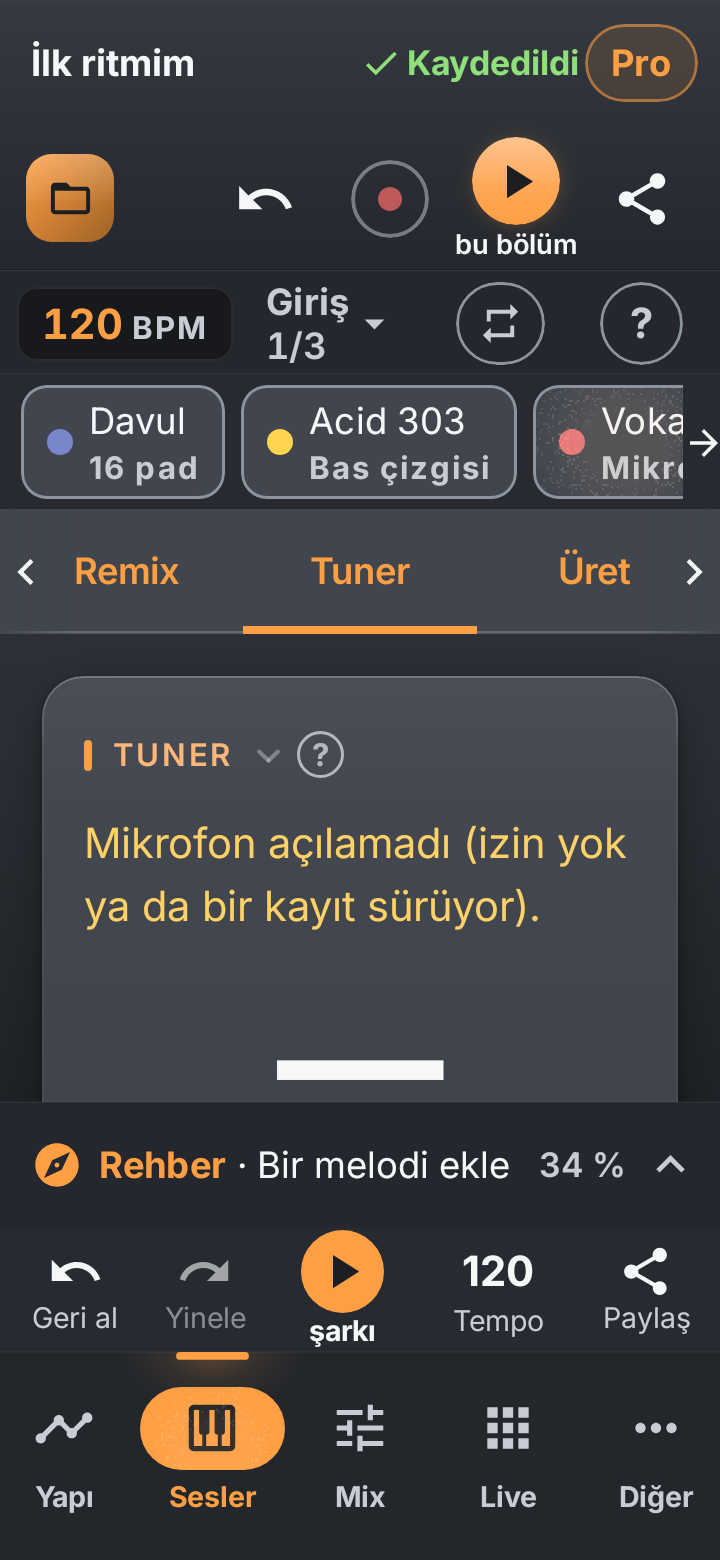 İlk ritmim
Kaydedildi
Pro
bu bölüm
120 BPM
Giriş
1/3
?
Davul
16 pad
Acid 303
Bas çizgisi
Remix
Tuner
Üret
TUNER
?
Mikrofon açılamadı (izin yok
ya da bir kayıt sürüyor).
Rehber · Bir melodi ekle
34 %
Geri al
Yinele
şarkı
120
Tempo
Paylaş
Yapı
Sesler
Mix
Live
Diğer